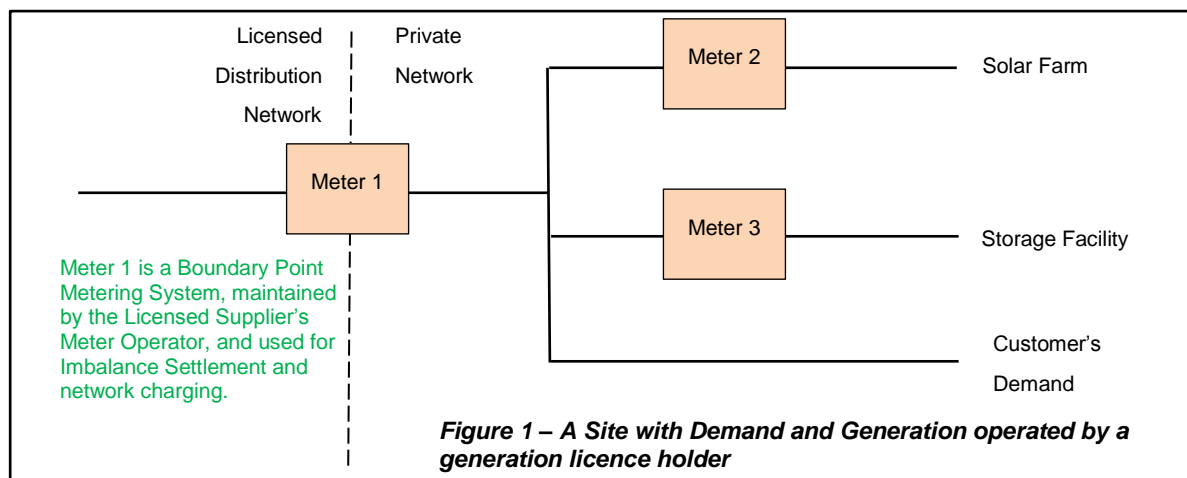 Licensed
Distribution
Network
Private
Network
Meter 1
Meter 2
Solar Farm
Meter 3
Storage Facility
Customer's
Demand
Meter 1 is a Boundary Point
Metering System, maintained
by the Licensed Supplier's
Meter Operator, and used for
Imbalance Settlement and
network charging.
Figure 1 – A Site with Demand and Generation operated by a
generation licence holder